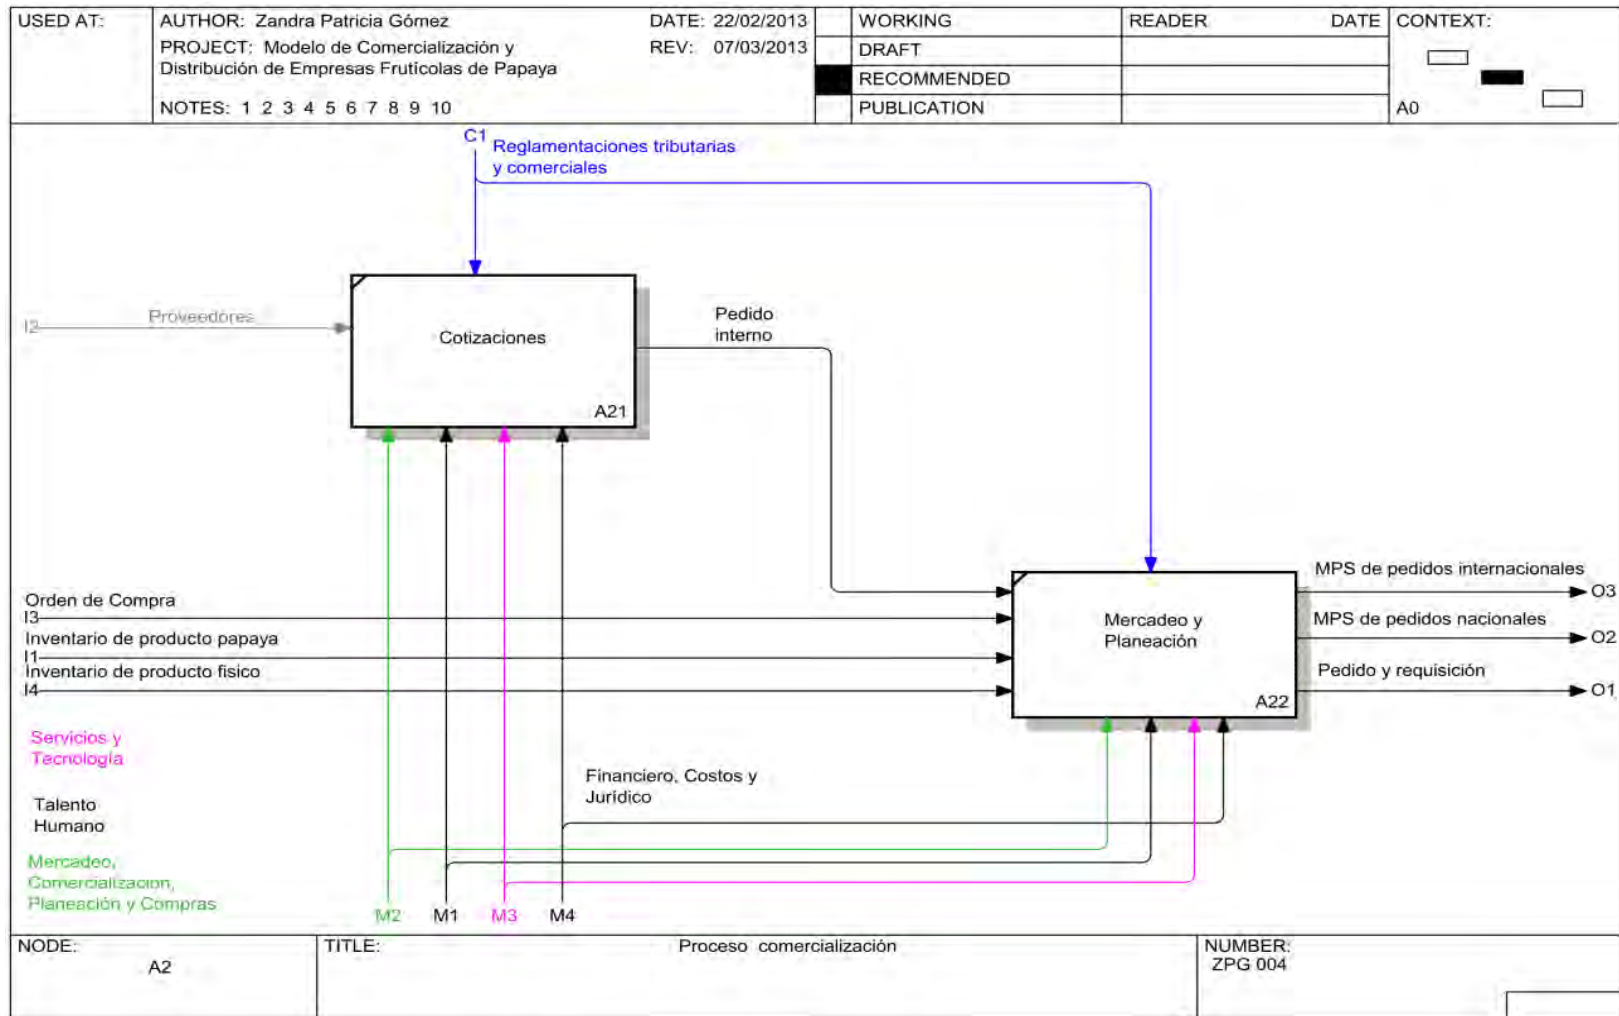 USED AT:
AUTHOR: Zandra Patricia Gómez
DATE: 22/02/2013
PROJECT: Modelo de Comercialización y
Distribución de Empresas Frutícolas de Papaya
REV: 07/03/2013
NOTES: 1 2 3 4 5 6 7 8 9 10
WORKING
DRAFT
RECOMMENDED
PUBLICATION
READER
DATE
CONTEXT:
A0
C1
Reglamentaciones tributarias
y comerciales
I2
Proveedores
Cotizaciones
A21
Pedido
interno
Orden de Compra
I3
Inventario de producto papaya
I1
Inventario de producto fisico
I4
Mercadeo y
Planeación
A22
MPS de pedidos internacionales
O3
MPS de pedidos nacionales
O2
Pedido y requisición
O1
Servicios y
Tecnología
Financiero, Costos y
Jurídico
Talento
Humano
Mercadeo,
Comercializacion,
Planeación y Compras
M2
M1
M3
M4
NODE:
A2
TITLE:
Proceso comercialización
NUMBER:
ZPG 004